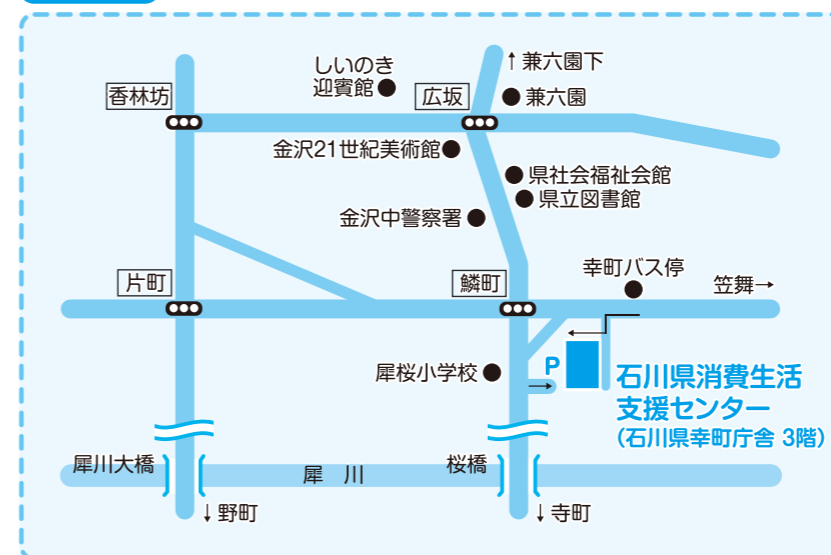 しいのき
迎賓館
↑兼六園下
香林坊
広坂
兼六園
金沢21世紀美術館
県社会福祉会館
県立図書館
金沢中警察署
幸町バス停
片町
鱗町
笠舞→
犀桜小学校
P
石川県消費生活
支援センター
(石川県幸町庁舎 3階)
犀川大橋
犀 川
桜橋
↓野町
↓寺町